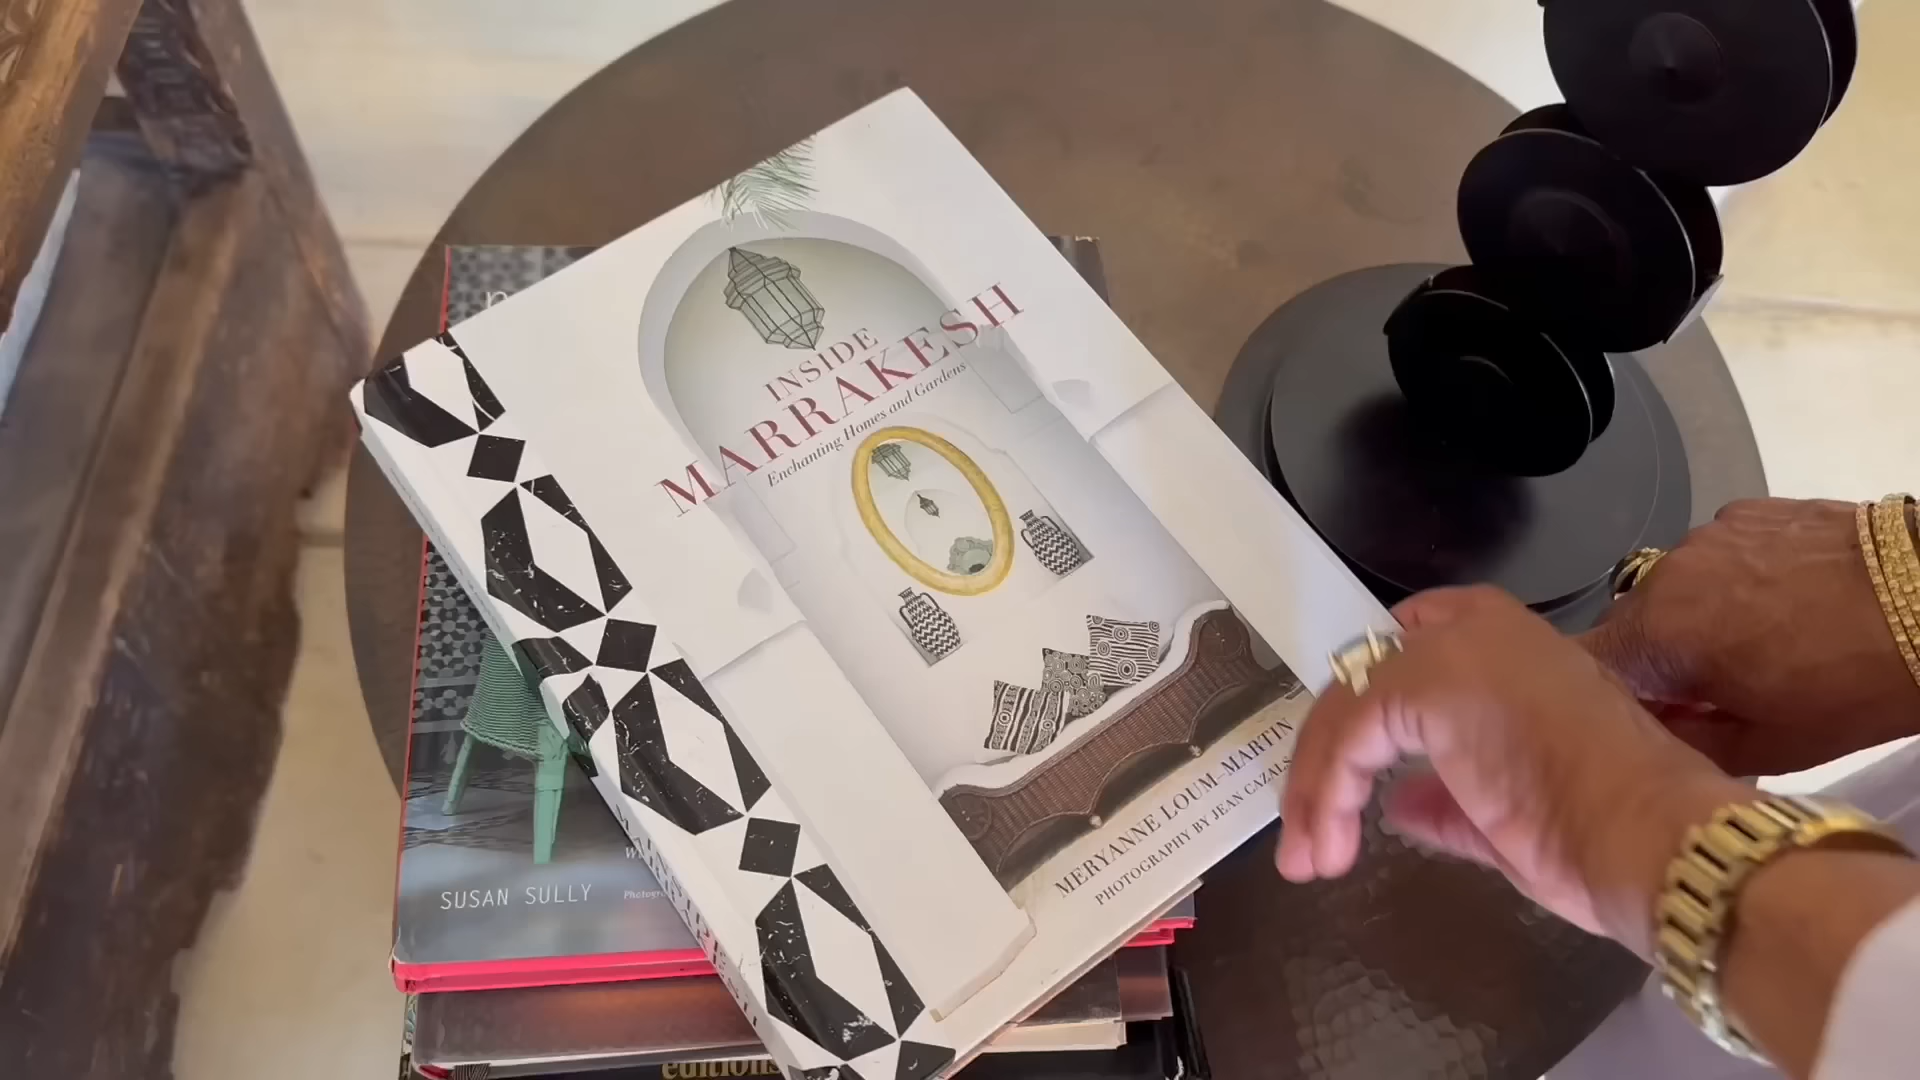 INSIDE
MARRAKESH
Enchanting Homes and Gardens
MERYANNE LOUM-MARTIN
PHOTOGRAPHY BY JEAN CAZALS
SUSAN SULLY
editions